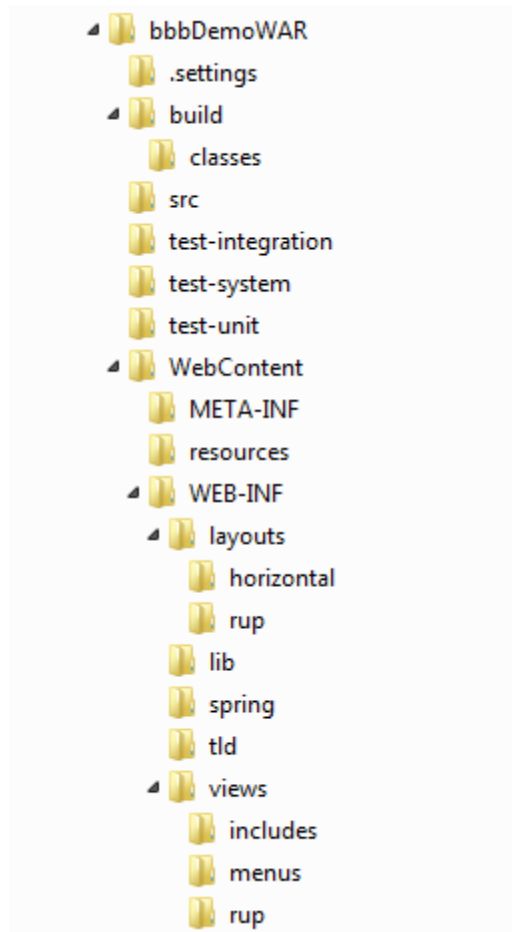 bbbDemoWAR
.settings
build
classes
src
test-integration
test-system
test-unit
WebContent
META-INF
resources
WEB-INF
layouts
horizontal
rup
lib
spring
tld
views
includes
menus
rup